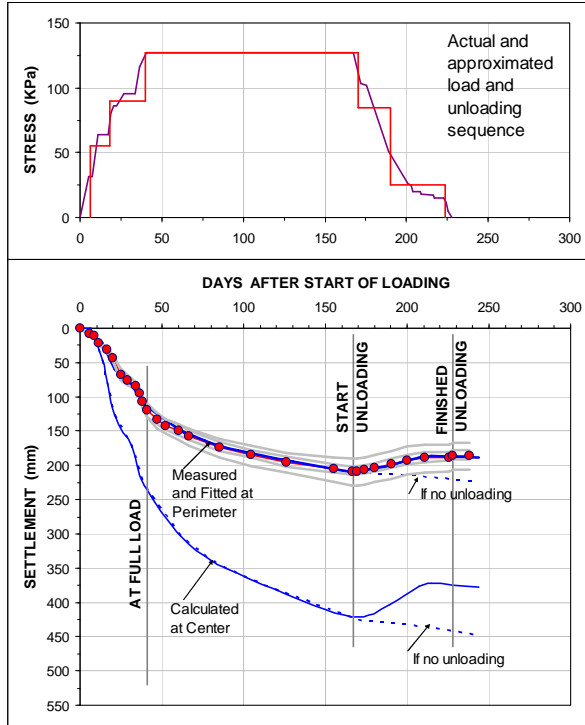 STRESS (KPa)
150
100
50
0
Actual and
approximated
load and
unloading
sequence
0 50 100 150 200 250 300
DAYS AFTER START OF LOADING
0 50 100 150 200 250 300
SETTLEMENT (mm)
0
50
100
150
200
250
300
350
400
450
500
550
AT FULL LOAD
START
UNLOADING
FINISHED
UNLOADING
Measured
and Fitted at
Perimeter
If no unloading
Calculated
at Center
If no unloading